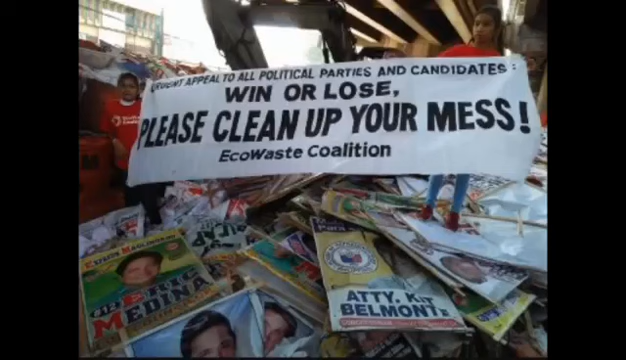 URGENT APPEAL TO ALL POLITICAL PARTIES AND CANDIDATES:
WIN OR LOSE,
PLEASE CLEAN UP YOUR MESS!
EcoWaste Coalition
ERIC
MEDINA
ATTY. KIT
BELMONTE